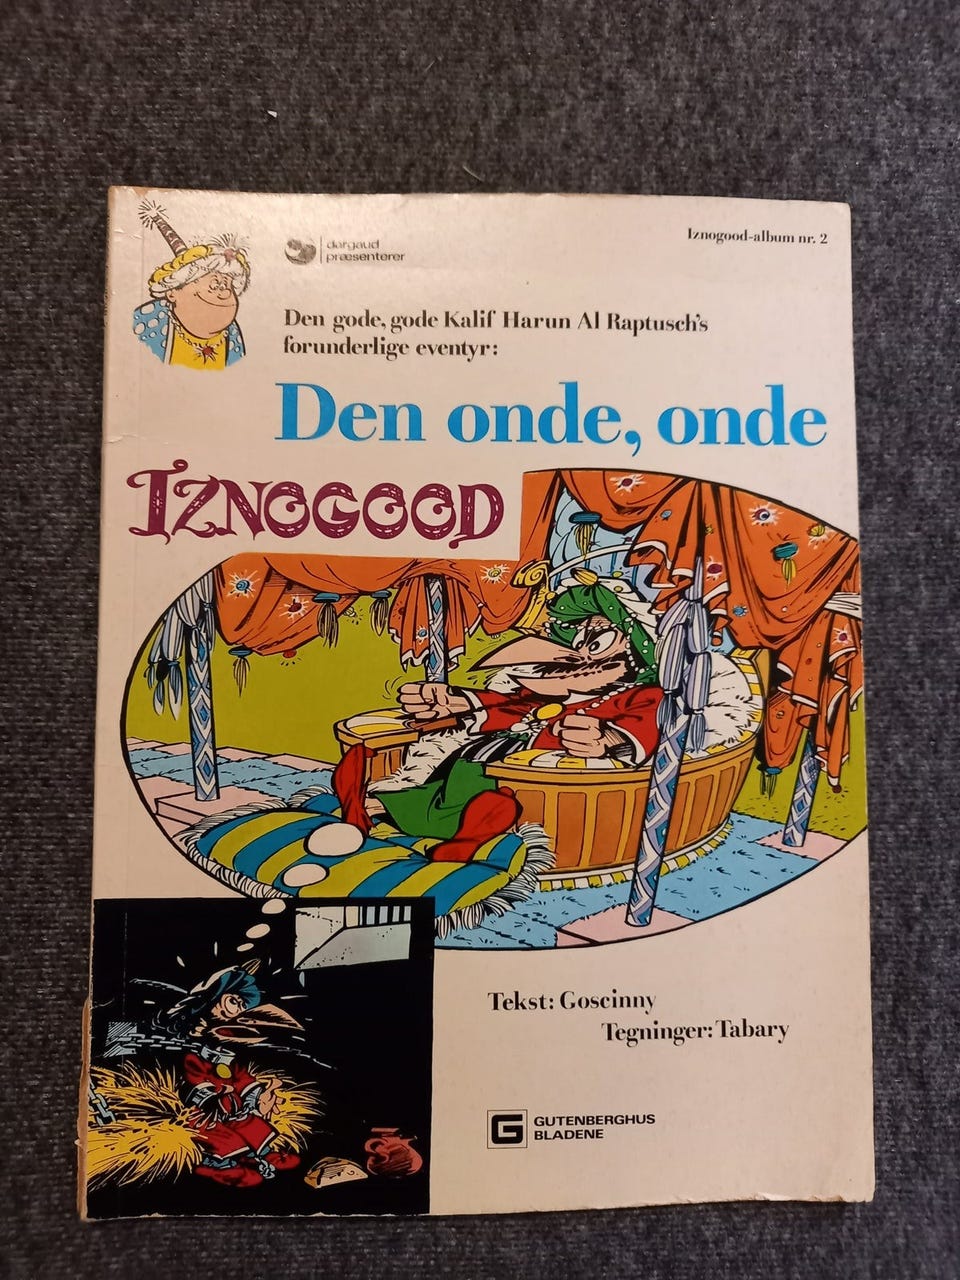 dargaud
præsenterer
Iznogood-album nr. 2
Den gode, gode Kalif Harun Al Raptusch's
forunderlige eventyr:
Den onde, onde
IZNOGOOD
Tekst: Goscinny
Tegninger: Tabary
G GUTENBERGHUS
BLADENE